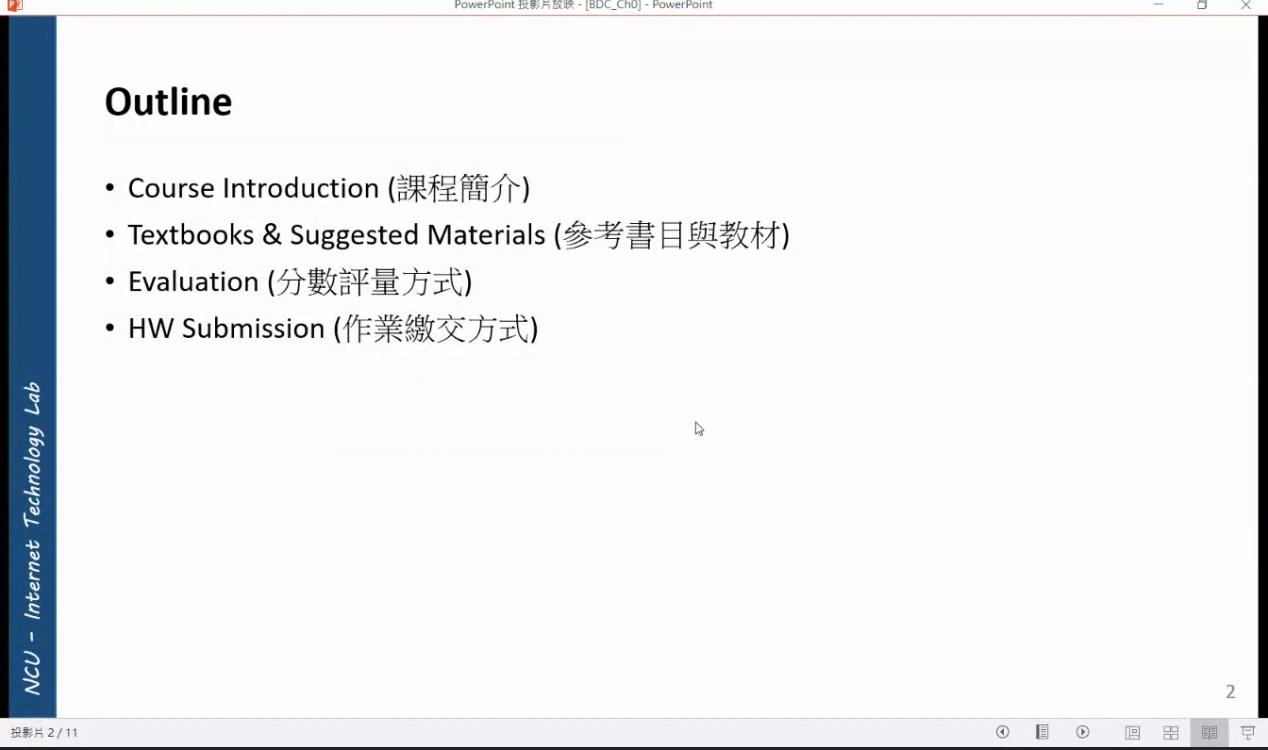 PowerPoint 投影片放映 - [BDC_Ch0] - PowerPoint
Outline
• Course Introduction (課程簡介)
• Textbooks & Suggested Materials (參考書目與教材)
• Evaluation (分數評量方式)
• HW Submission (作業繳交方式)
NCU - Internet Technology Lab
2
投影片 2 / 11